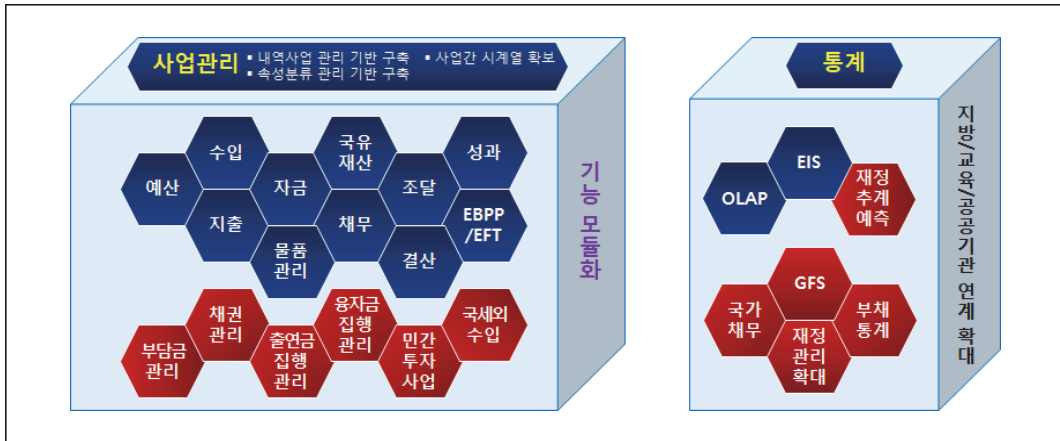 사업관리
▪ 내역사업 관리 기반 구축 ▪ 사업간 시계열 확보
▪ 속성분류 관리 기반 구축
예산
수입
지출
자금
물품
관리
국유
재산
채무
조달
결산
성과
EBPP
/EFT
부담금
관리
채권
관리
출연금
집행
관리
융자금
집행
관리
민간
투자
사업
국세외
수입
기능 모듈화
통계
OLAP
EIS
재정
추계
예측
국가
채무
GFS
재정
관리
확대
부채
통계
지방/교육/공공기관 연계 확대